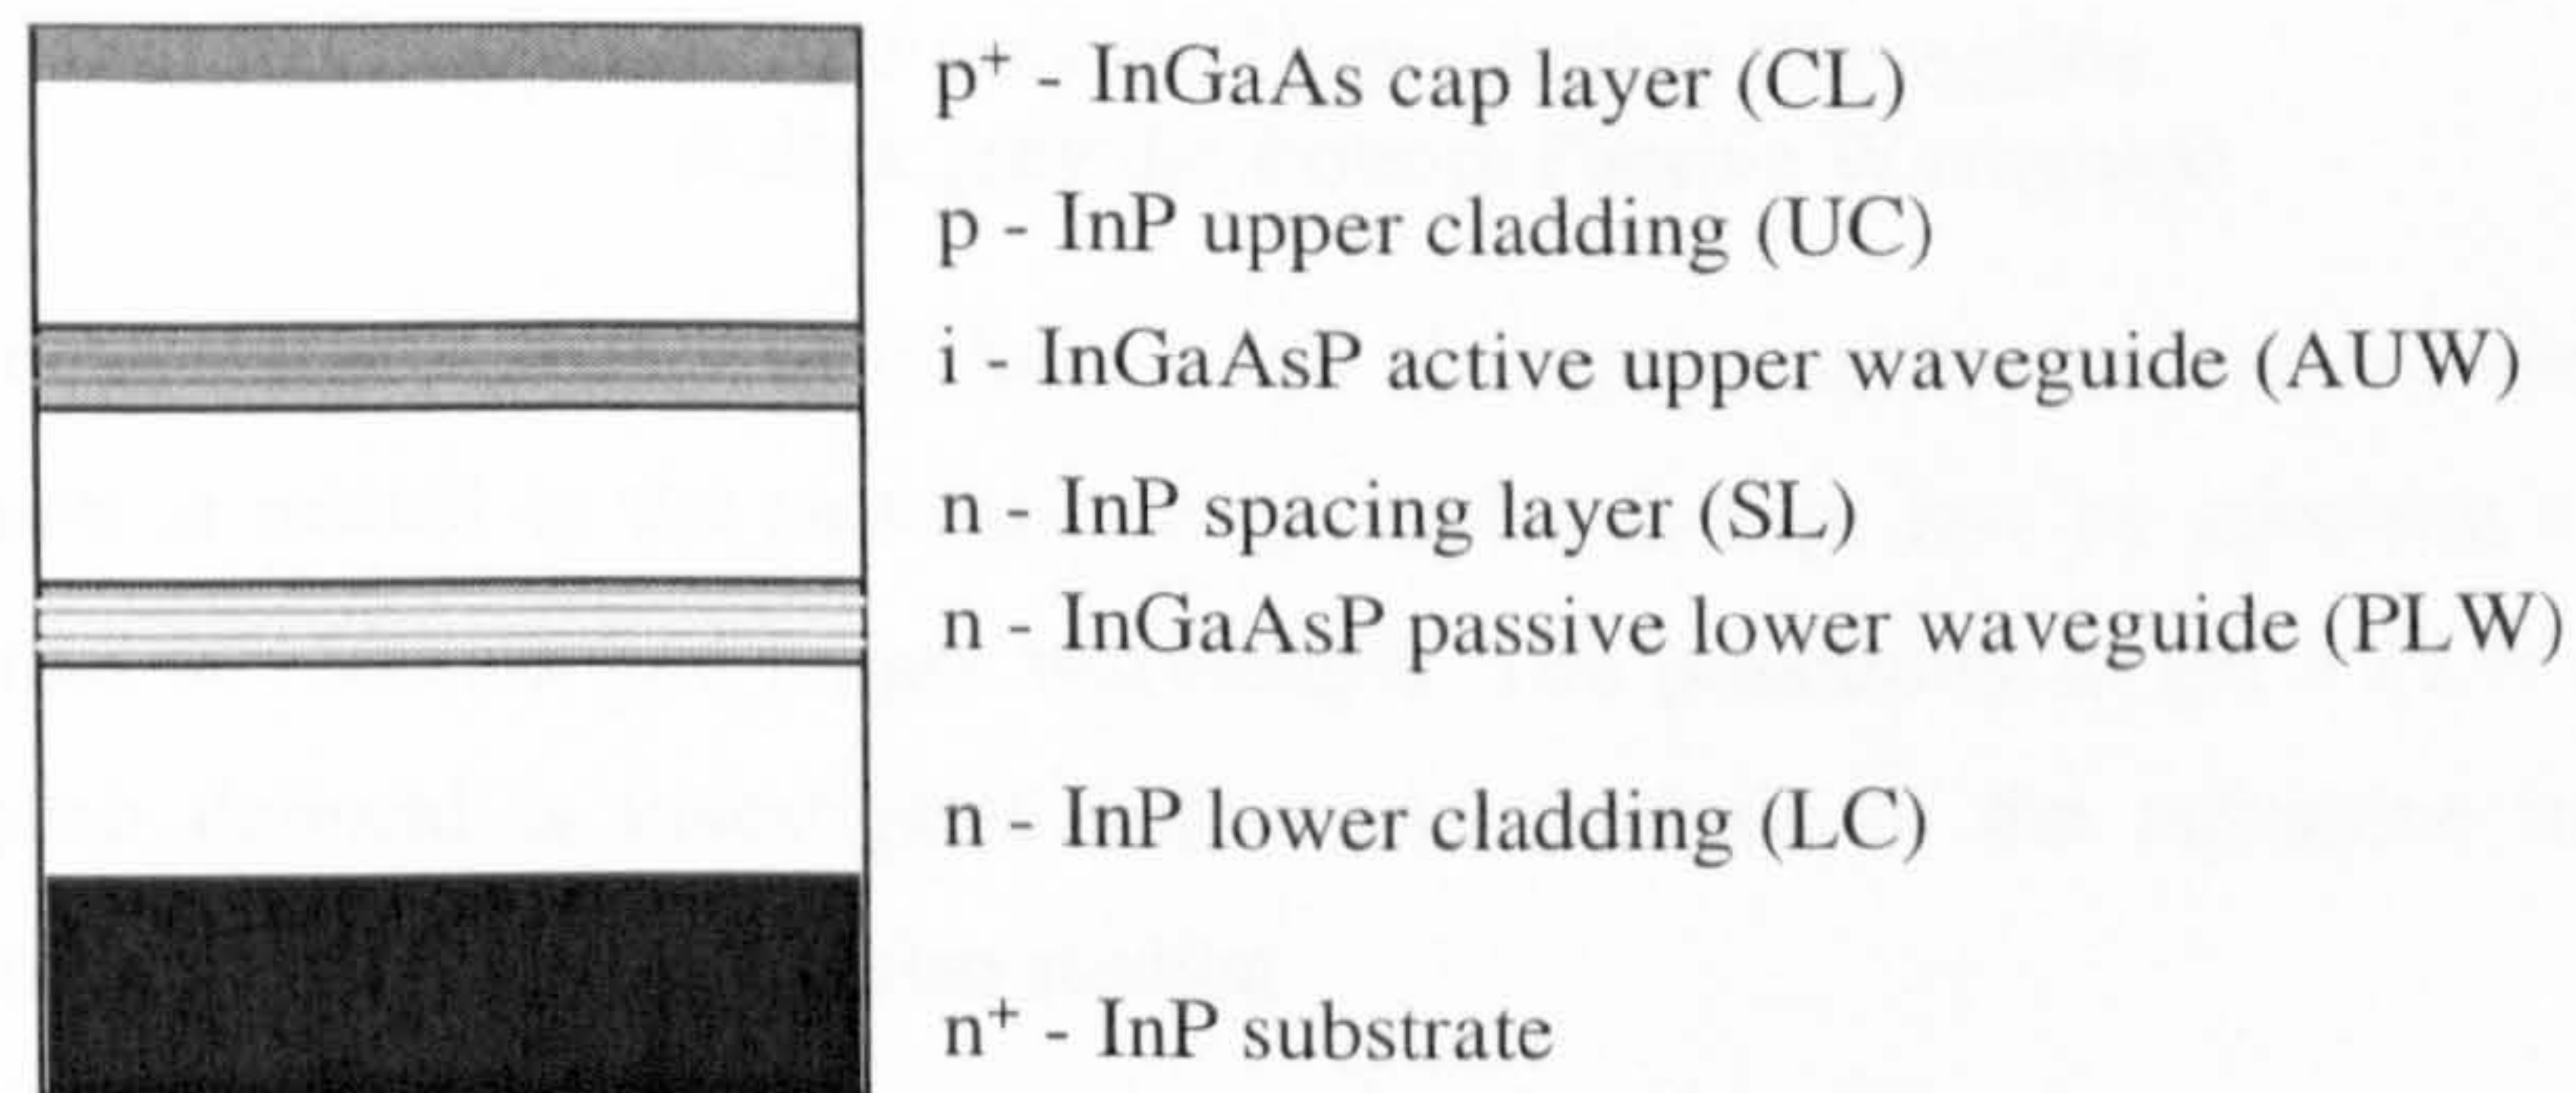 p⁺ - InGaAs cap layer (CL)
p - InP upper cladding (UC)
i - InGaAsP active upper waveguide (AUW)
n - InP spacing layer (SL)
n - InGaAsP passive lower waveguide (PLW)
n - InP lower cladding (LC)
n⁺ - InP substrate